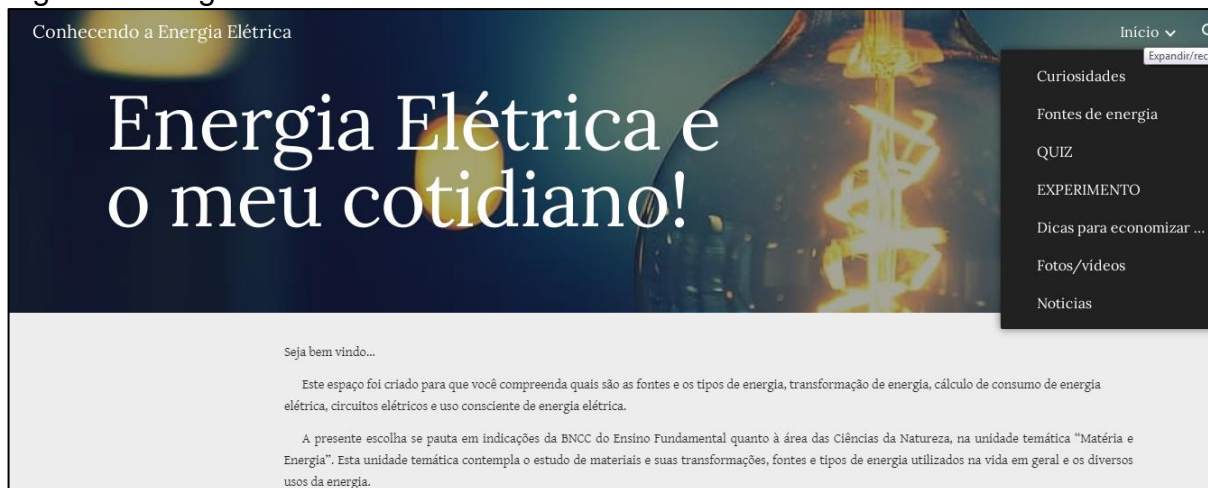 Conhecendo a Energia Elétrica
Início
Energia Elétrica e
o meu cotidiano!
Curiosidades
Fontes de energia
QUIZ
EXPERIMENTO
Dicas para economizar ...
Fotos/vídeos
Noticias
Seja bem vindo...
Este espaço foi criado para que você compreenda quais são as fontes e os tipos de energia, transformação de energia, cálculo de consumo de energia
elétrica, circuitos elétricos e uso consciente de energia elétrica.
A presente escolha se pauta em indicações da BNCC do Ensino Fundamental quanto à área das Ciências da Natureza, na unidade temática “Matéria e
Energia”. Esta unidade temática contempla o estudo de materiais e suas transformações, fontes e tipos de energia utilizados na vida em geral e os diversos
usos da energia.